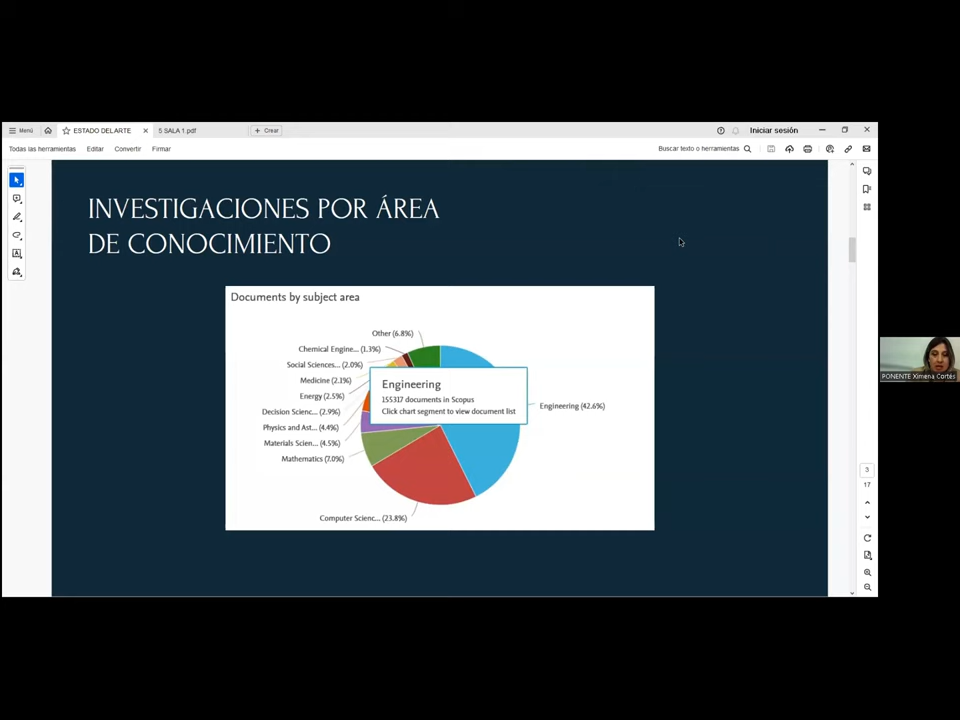 Menú
ESTADO DEL ARTE
5 SALA 1.pdf
Crear
Iniciar sesión
Todas las herramientas
Editar
Convertir
Firmar
Buscar texto o herramientas
INVESTIGACIONES POR ÁREA
DE CONOCIMIENTO
Documents by subject area
Other (6.8%)
Chemical Engine... (1.3%)
Social Sciences... (2.0%)
Medicine (2.1%)
Energy (2.5%)
Decision Scienc... (2.9%)
Physics and Ast... (4.4%)
Materials Scien... (4.5%)
Mathematics (7.0%)
Computer Scienc... (23.8%)
Engineering (42.6%)
Engineering
155317 documents in Scopus
Click chart segment to view document list
PONENTE Ximena Cortés
3
17